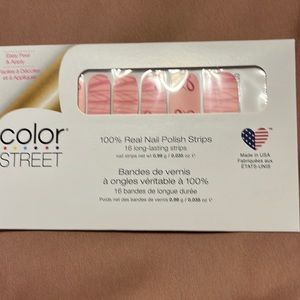 Easy Peel
& Apply
Faciles à Décoller
et à Appliquer
color
STREET
100% Real Nail Polish Strips
16 long-lasting strips
nail strips net wt 0.99 g / 0.035 oz
Bandes de vernis
à ongles véritable à 100%
16 bandes de longue durée
Poids net des bandes de vernis 0.99 g / 0.035 oz
Made in USA
Fabriquées aux
ÉTATS-UNIS